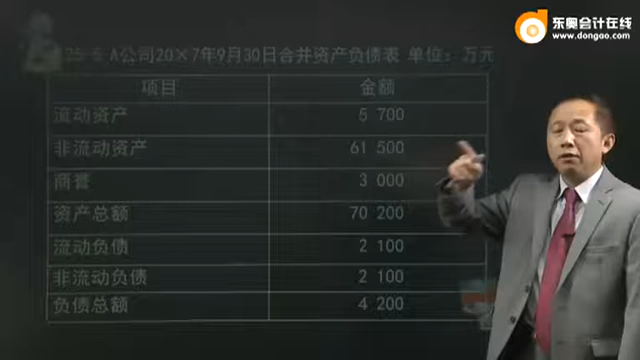 东奥会计在线
www.dongao.com
25-5 A公司20×7年9月30日合并资产负债表 单位：万元
项目 金额
流动资产 5 700
非流动资产 61 500
商誉 3 000
资产总额 70 200
流动负债 2 100
非流动负债 2 100
负债总额 4 200